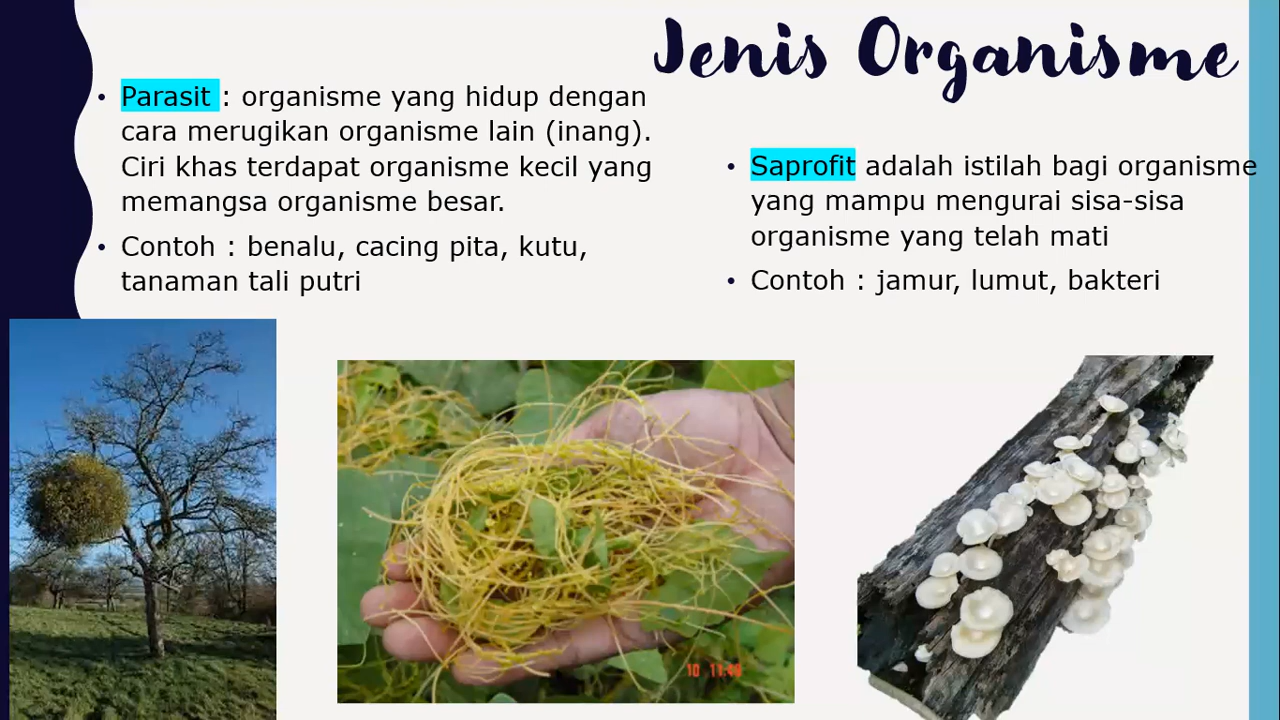 Jenis Organisme
• Parasit : organisme yang hidup dengan
cara merugikan organisme lain (inang).
Ciri khas terdapat organisme kecil yang
memangsa organisme besar.
• Contoh : benalu, cacing pita, kutu,
tanaman tali putri
• Saprofit adalah istilah bagi organisme
yang mampu mengurai sisa-sisa
organisme yang telah mati
• Contoh : jamur, lumut, bakteri